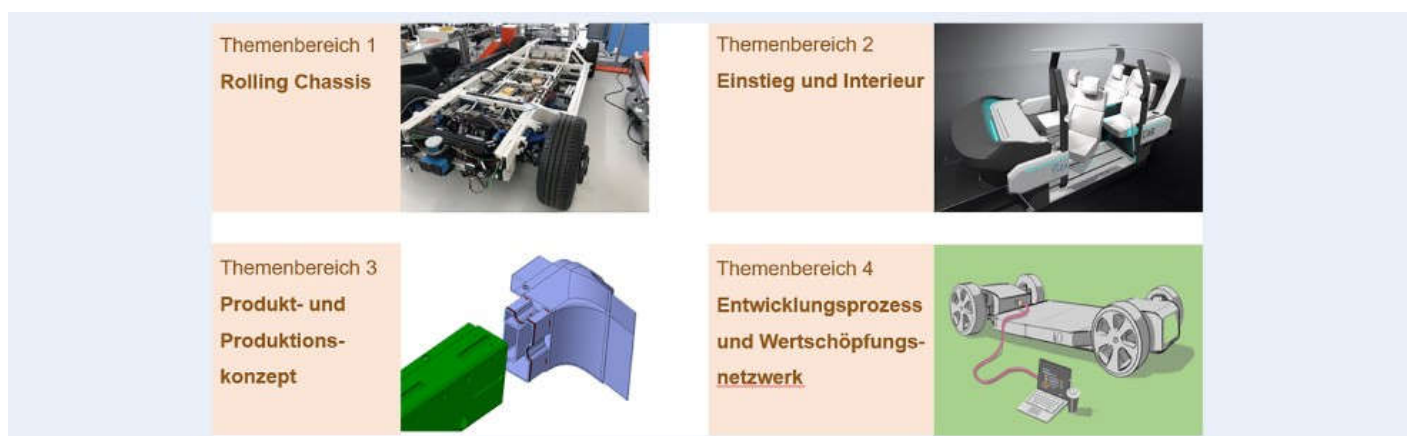 Themenbereich 1
Rolling Chassis
Themenbereich 2
Einstieg und Interieur
Themenbereich 3
Produkt- und
Produktions-
konzept
Themenbereich 4
Entwicklungsprozess
und Wertschöpfungs-
netzwerk